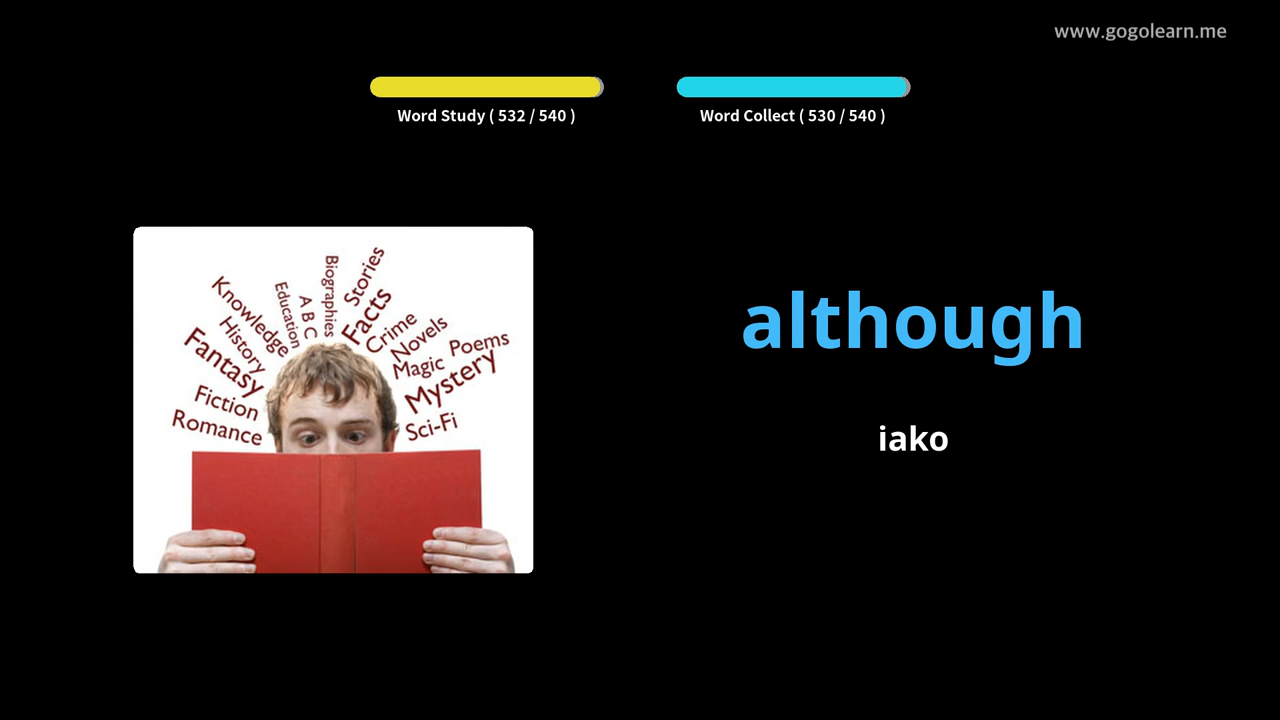 www.gogolearn.me
Word Study ( 532 / 540 )
Word Collect ( 530 / 540 )
Knowledge
History
Fantasy
Fiction
Romance
Education
A B C
Biographies
Stories
Facts
Crime
Novels
Magic
Poems
Mystery
Sci-Fi
although
iako